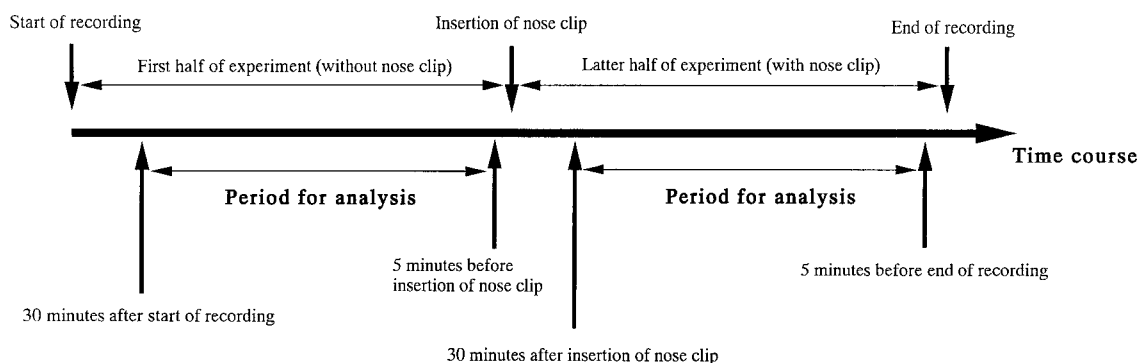 Start of recording
Insertion of nose clip
End of recording
First half of experiment (without nose clip)
Latter half of experiment (with nose clip)
Time course
Period for analysis
Period for analysis
5 minutes before
insertion of nose clip
5 minutes before end of recording
30 minutes after start of recording
30 minutes after insertion of nose clip